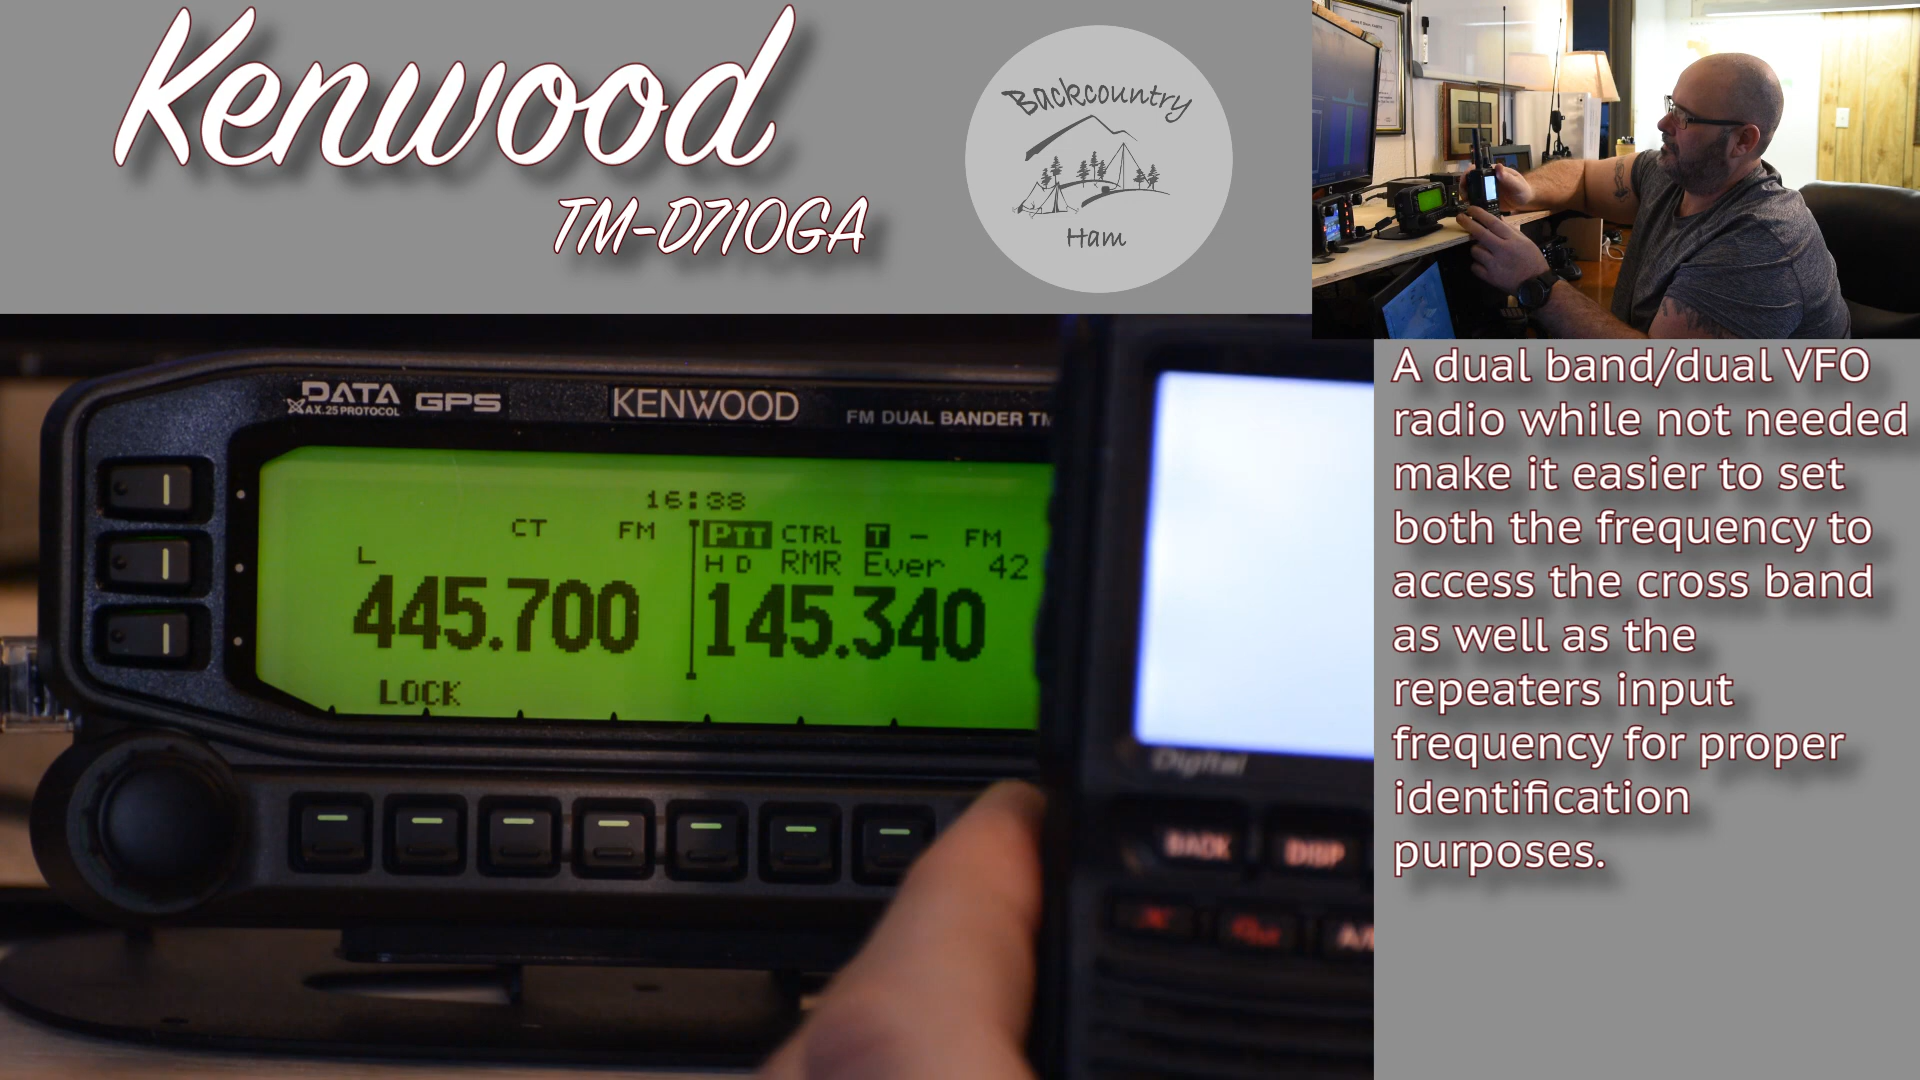 Kenwood
TM-D710GA
Backcountry
Ham
A dual band/dual VFO
radio while not needed
make it easier to set
both the frequency to
access the cross band
as well as the
repeaters input
frequency for proper
identification
purposes.
DATA
AX.25 PROTOCOL
GPS
KENWOOD
FM DUAL BANDER TM
16:38
CT FM
PTT CTRL T - FM
L
H D RMR Ever 42
445.700
145.340
LOCK
Digital
BACK DISP
A/